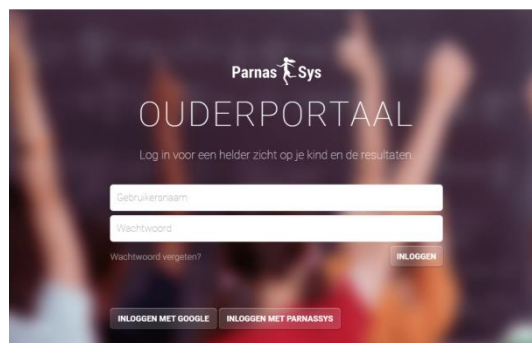 Parnas Sys
OUDERPORTAAL
Log in voor een helder zicht op je kind en de resultaten.
Gebruikersnaam
Wachtwoord
Wachtwoord vergeten? INLOGGEN
INLOGGEN MET GOOGLE INLOGGEN MET PARNASSYS